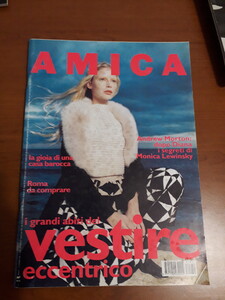 AMICA
Andrew Morton:
i segreti di
Monica Lewinsky
la gioia di una
casa barocca
Roma
da comprare
i grandi abiti del
vestire
eccentrico